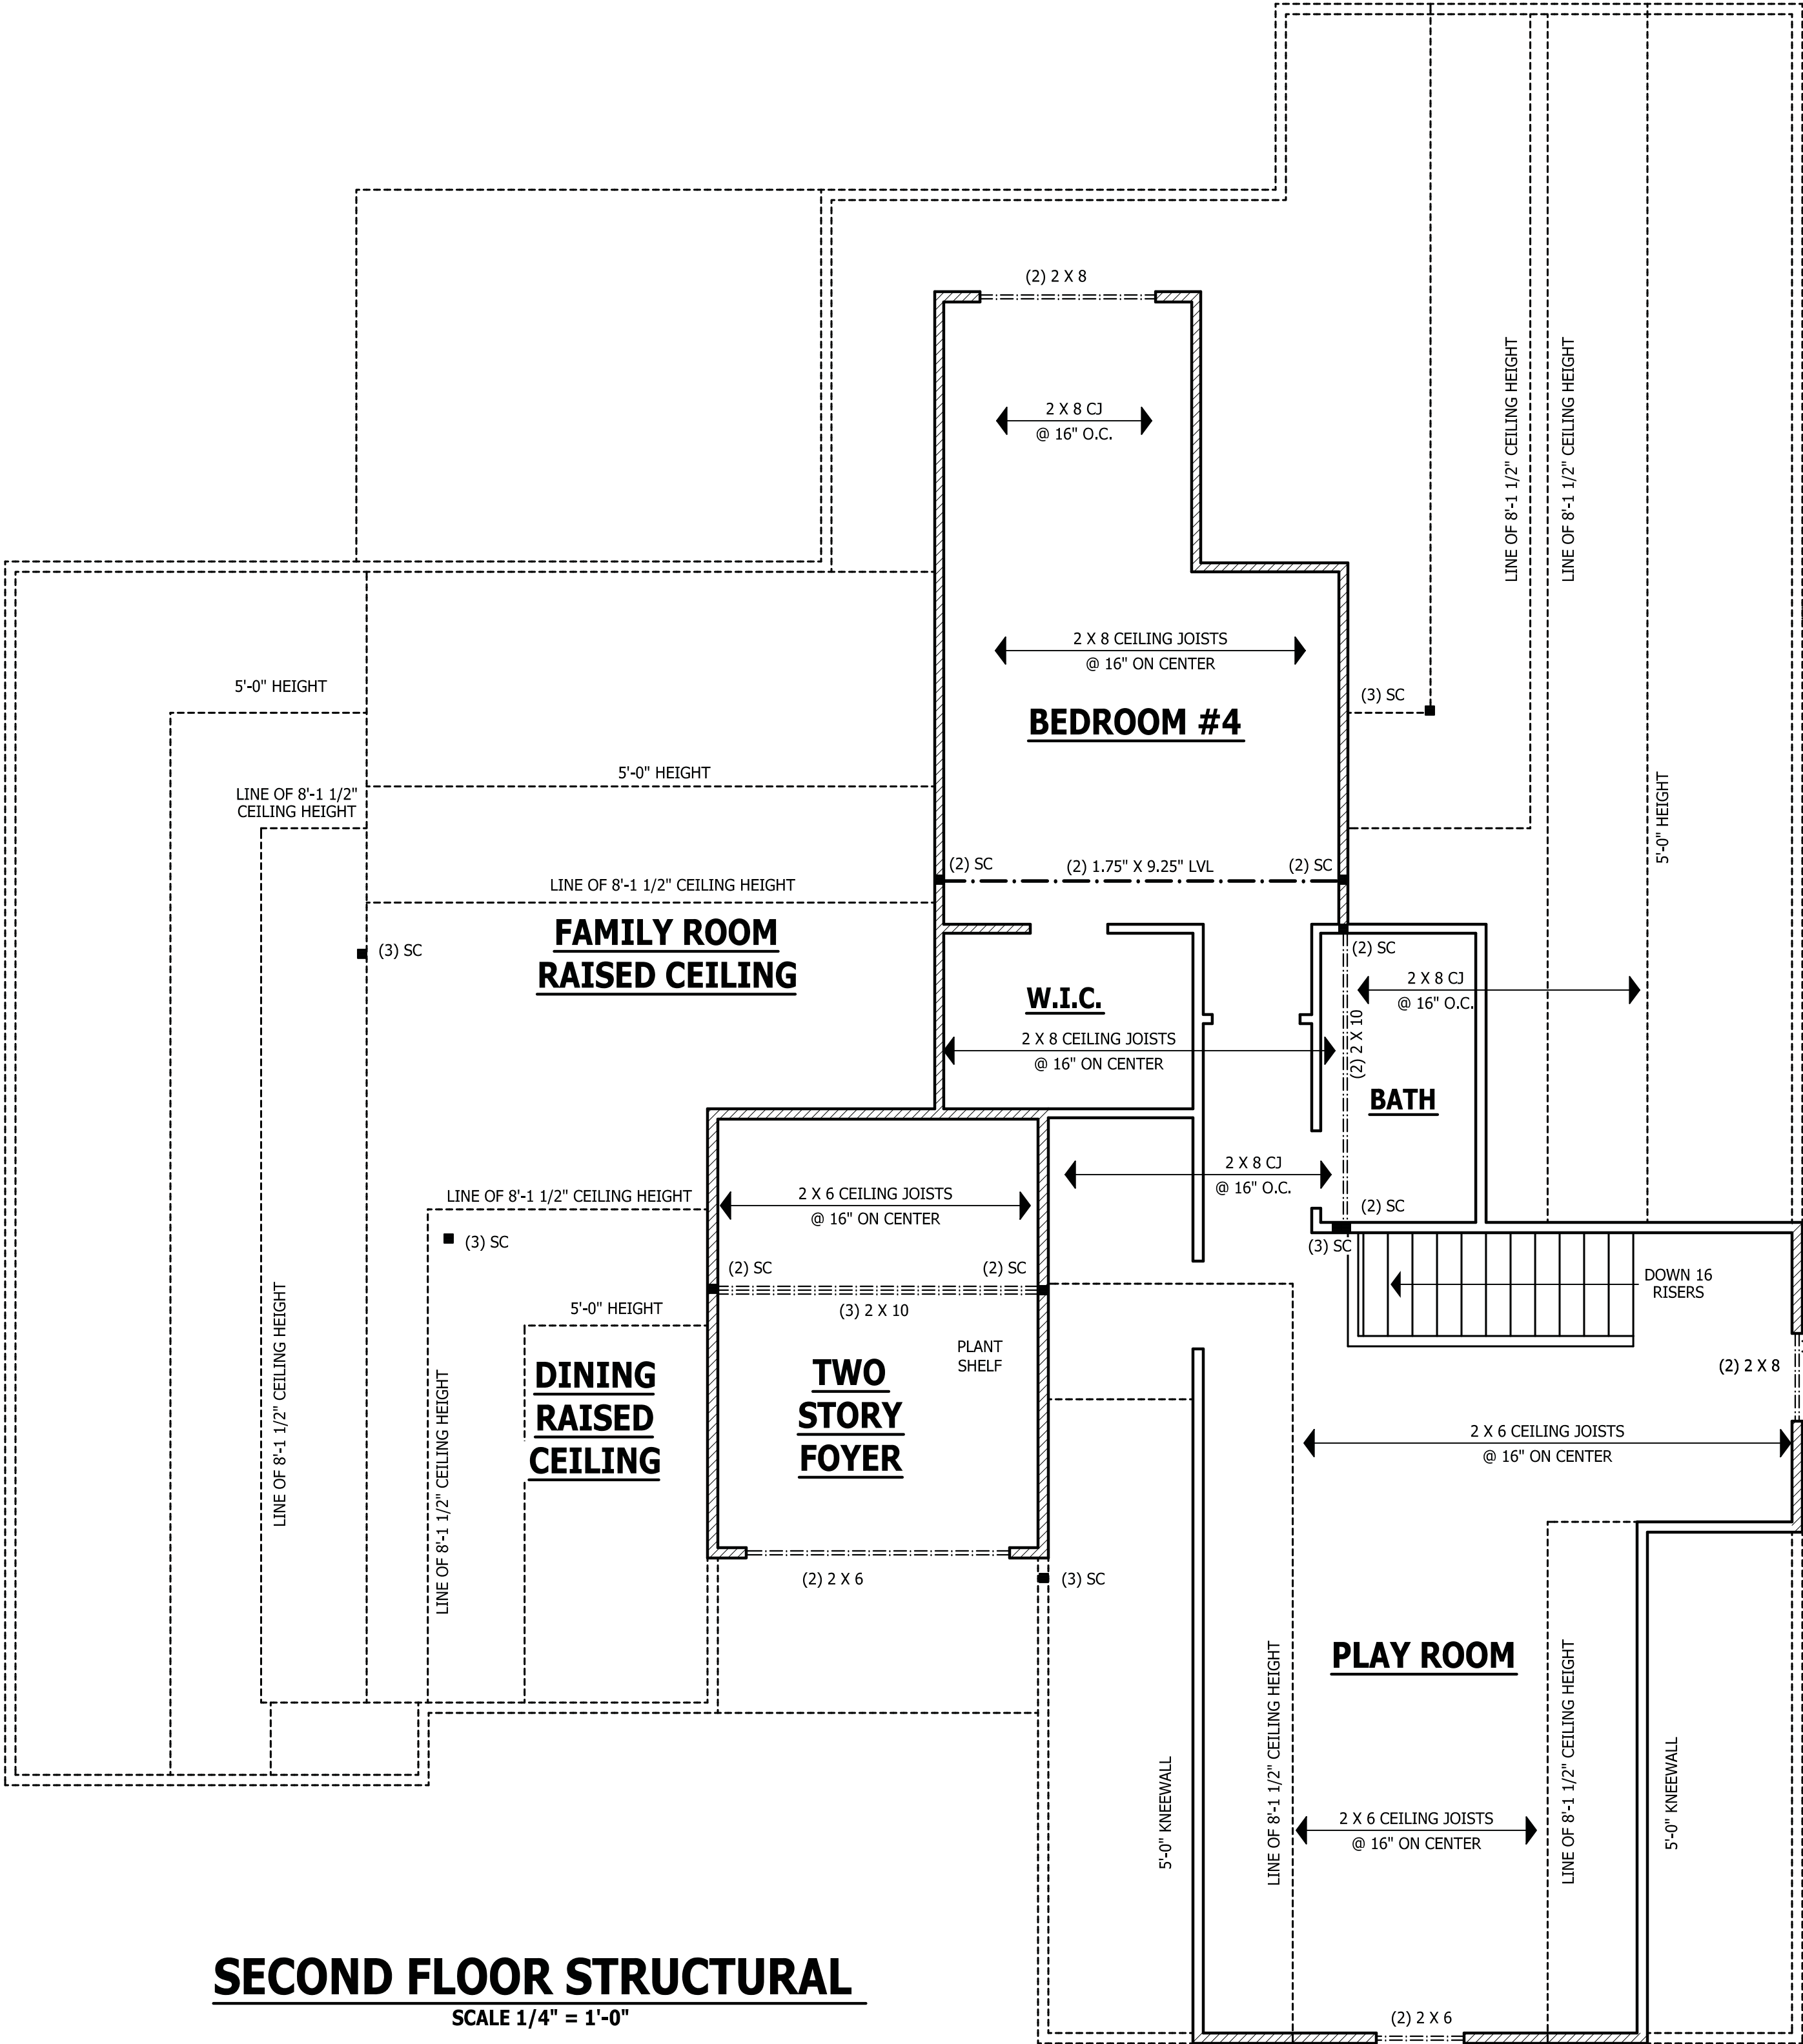 (2) 2 X 8
2 X 8 CJ
@ 16" O.C.
LINE OF 8'-1 1/2" CEILING HEIGHT
LINE OF 8'-1 1/2" CEILING HEIGHT
2 X 8 CEILING JOISTS
@ 16" ON CENTER
5'-0" HEIGHT
(3) SC
BEDROOM #4
5'-0" HEIGHT
LINE OF 8'-1 1/2"
CEILING HEIGHT
5'-0" HEIGHT
(2) SC
(2) 1.75" X 9.25" LVL
(2) SC
LINE OF 8'-1 1/2" CEILING HEIGHT
FAMILY ROOM
RAISED CEILING
(3) SC
(2) SC
2 X 8 CJ
@ 16" O.C.
W.I.C.
2 X 8 CEILING JOISTS
@ 16" ON CENTER
(2) 2 X 10
BATH
2 X 8 CJ
@ 16" O.C.
LINE OF 8'-1 1/2" CEILING HEIGHT
2 X 6 CEILING JOISTS
@ 16" ON CENTER
(2) SC
(3) SC
(3) SC
(2) SC
(2) SC
DOWN 16
RISERS
5'-0" HEIGHT
(3) 2 X 10
LINE OF 8'-1 1/2" CEILING HEIGHT
PLANT
SHELF
(2) 2 X 8
DINING
RAISED
CEILING
TWO
STORY
FOYER
2 X 6 CEILING JOISTS
@ 16" ON CENTER
LINE OF 8'-1 1/2" CEILING HEIGHT
(2) 2 X 6
(3) SC
PLAY ROOM
5'-0" KNEEWALL
LINE OF 8'-1 1/2" CEILING HEIGHT
LINE OF 8'-1 1/2" CEILING HEIGHT
5'-0" KNEEWALL
2 X 6 CEILING JOISTS
@ 16" ON CENTER
SECOND FLOOR STRUCTURAL
SCALE 1/4" = 1'-0"
(2) 2 X 6